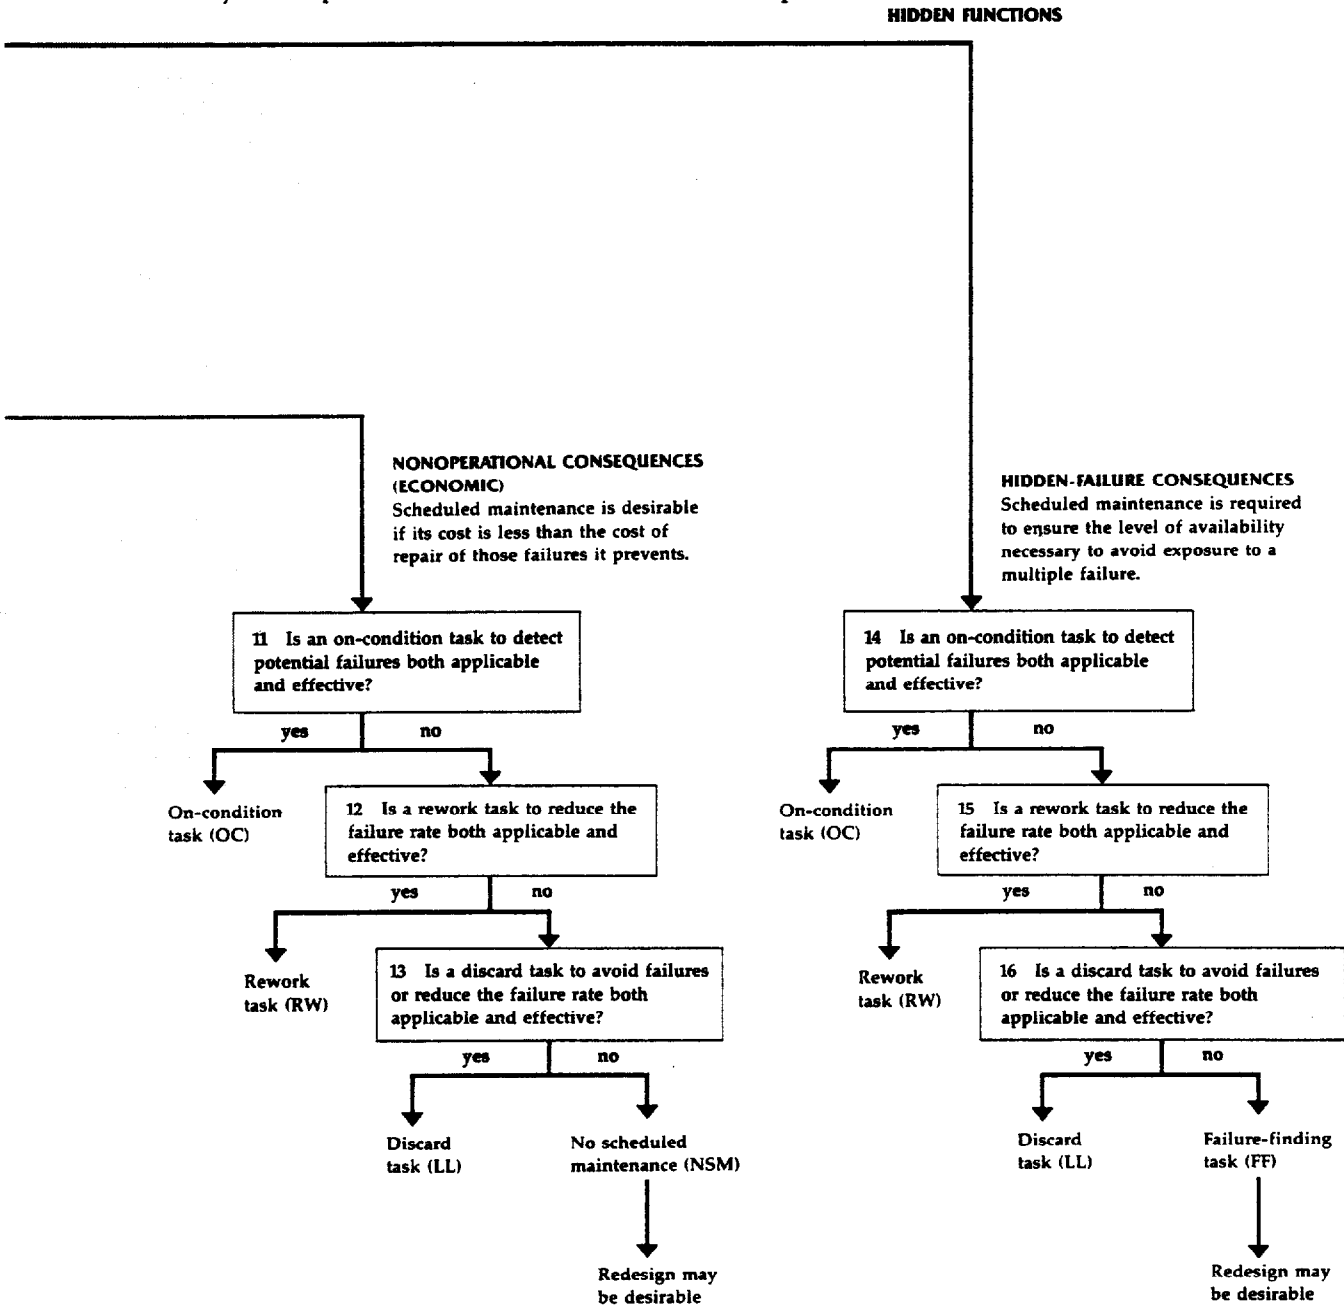 HIDDEN FUNCTIONS
NONOPERATIONAL CONSEQUENCES
(ECONOMIC)
Scheduled maintenance is desirable
if its cost is less than the cost of
repair of those failures it prevents.
HIDDEN-FAILURE CONSEQUENCES
Scheduled maintenance is required
to ensure the level of availability
necessary to avoid exposure to a
multiple failure.
11 Is an on-condition task to detect
potential failures both applicable
and effective?
yes
no
On-condition
task (OC)
12 Is a rework task to reduce the
failure rate both applicable and
effective?
yes
no
Rework
task (RW)
13 Is a discard task to avoid failures
or reduce the failure rate both
applicable and effective?
yes
no
Discard
task (LL)
No scheduled
maintenance (NSM)
Redesign may
be desirable
14 Is an on-condition task to detect
potential failures both applicable
and effective?
yes
no
On-condition
task (OC)
15 Is a rework task to reduce the
failure rate both applicable and
effective?
yes
no
Rework
task (RW)
16 Is a discard task to avoid failures
or reduce the failure rate both
applicable and effective?
yes
no
Discard
task (LL)
Failure-finding
task (FF)
Redesign may
be desirable